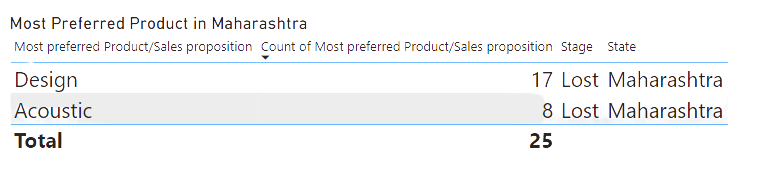 Most Preferred Product in Maharashtra
Most preferred Product/Sales proposition Count of Most preferred Product/Sales proposition Stage State
Design 17 Lost Maharashtra
Acoustic 8 Lost Maharashtra
Total 25